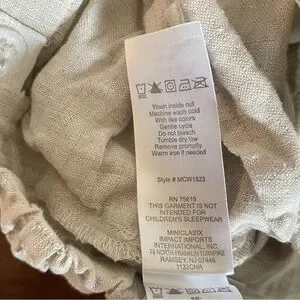 Wash inside out
Machine wash cold
With like colors
Gentle cycle
Do not bleach
Tumble dry low
Remove promptly
Warm iron if needed
Style # MCW1823
RN 75619
THIS GARMENT IS NOT
INTENDED FOR
CHILDREN'S SLEEPWEAR
MINICLASIX
IMPACT IMPORTS
INTERNATIONAL, INC.
79 NORTH FRANKLIN TURNPIKE
RAMSEY, NJ 07446
1122CNR